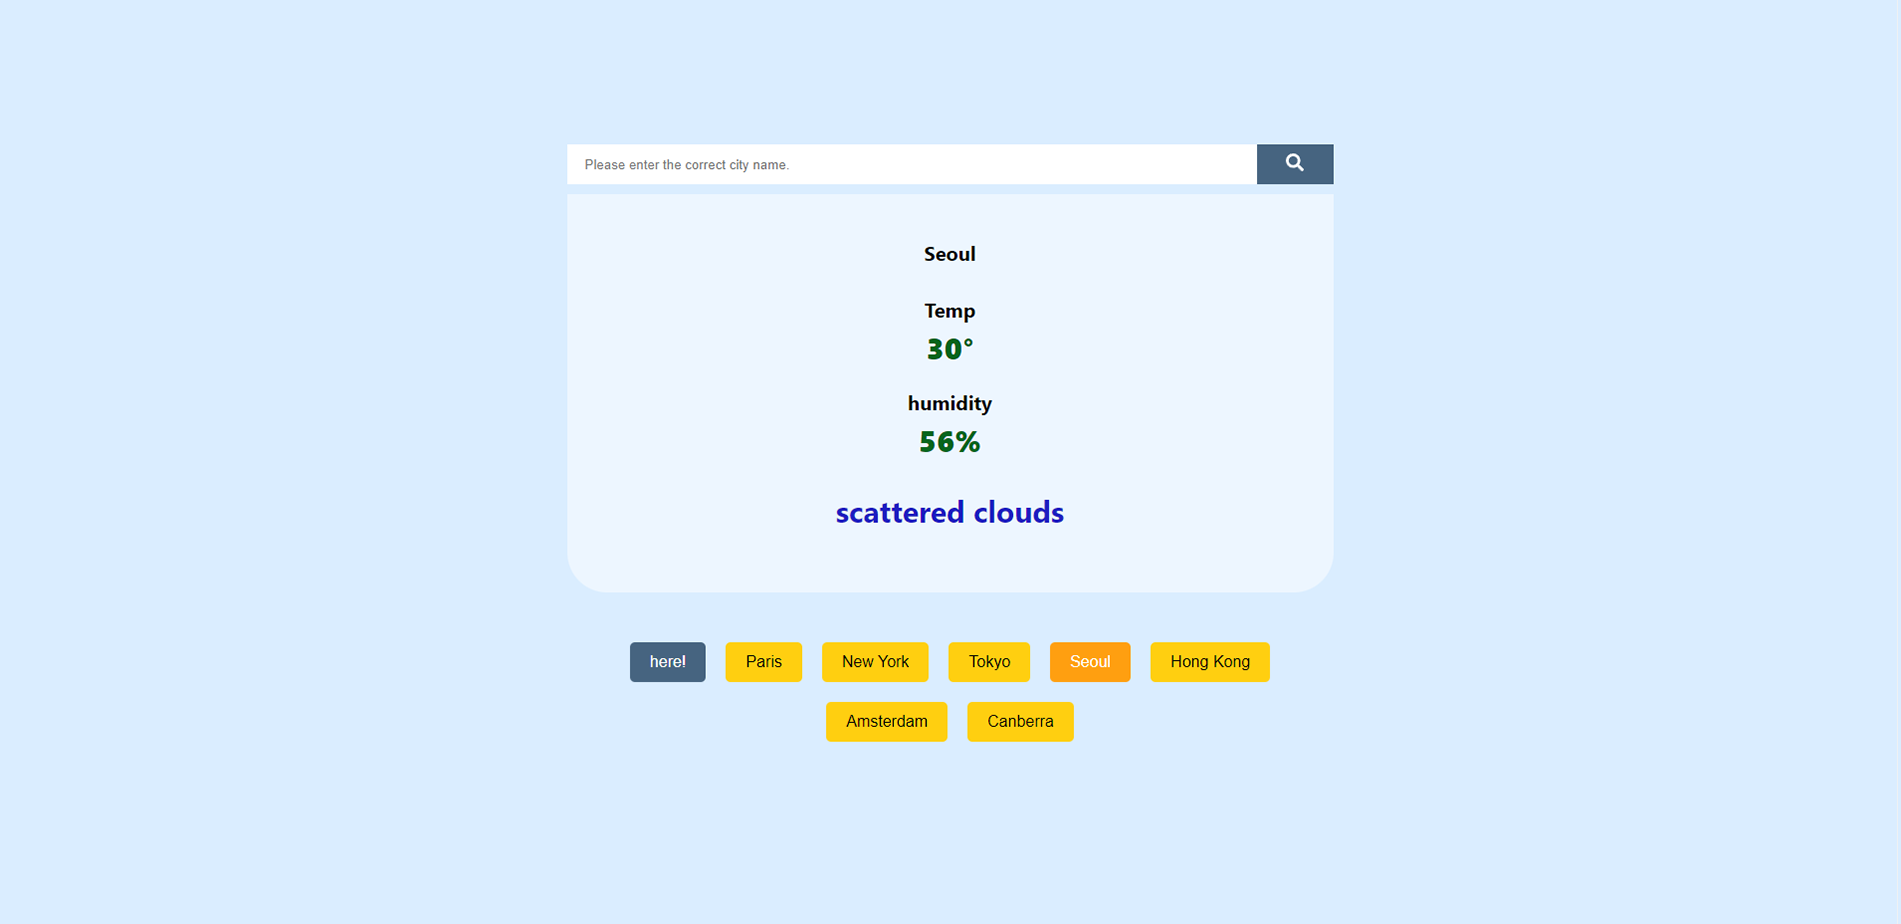 Please enter the correct city name.
Seoul
Temp
30°
humidity
56%
scattered clouds
here! Paris New York Tokyo Seoul Hong Kong
Amsterdam Canberra